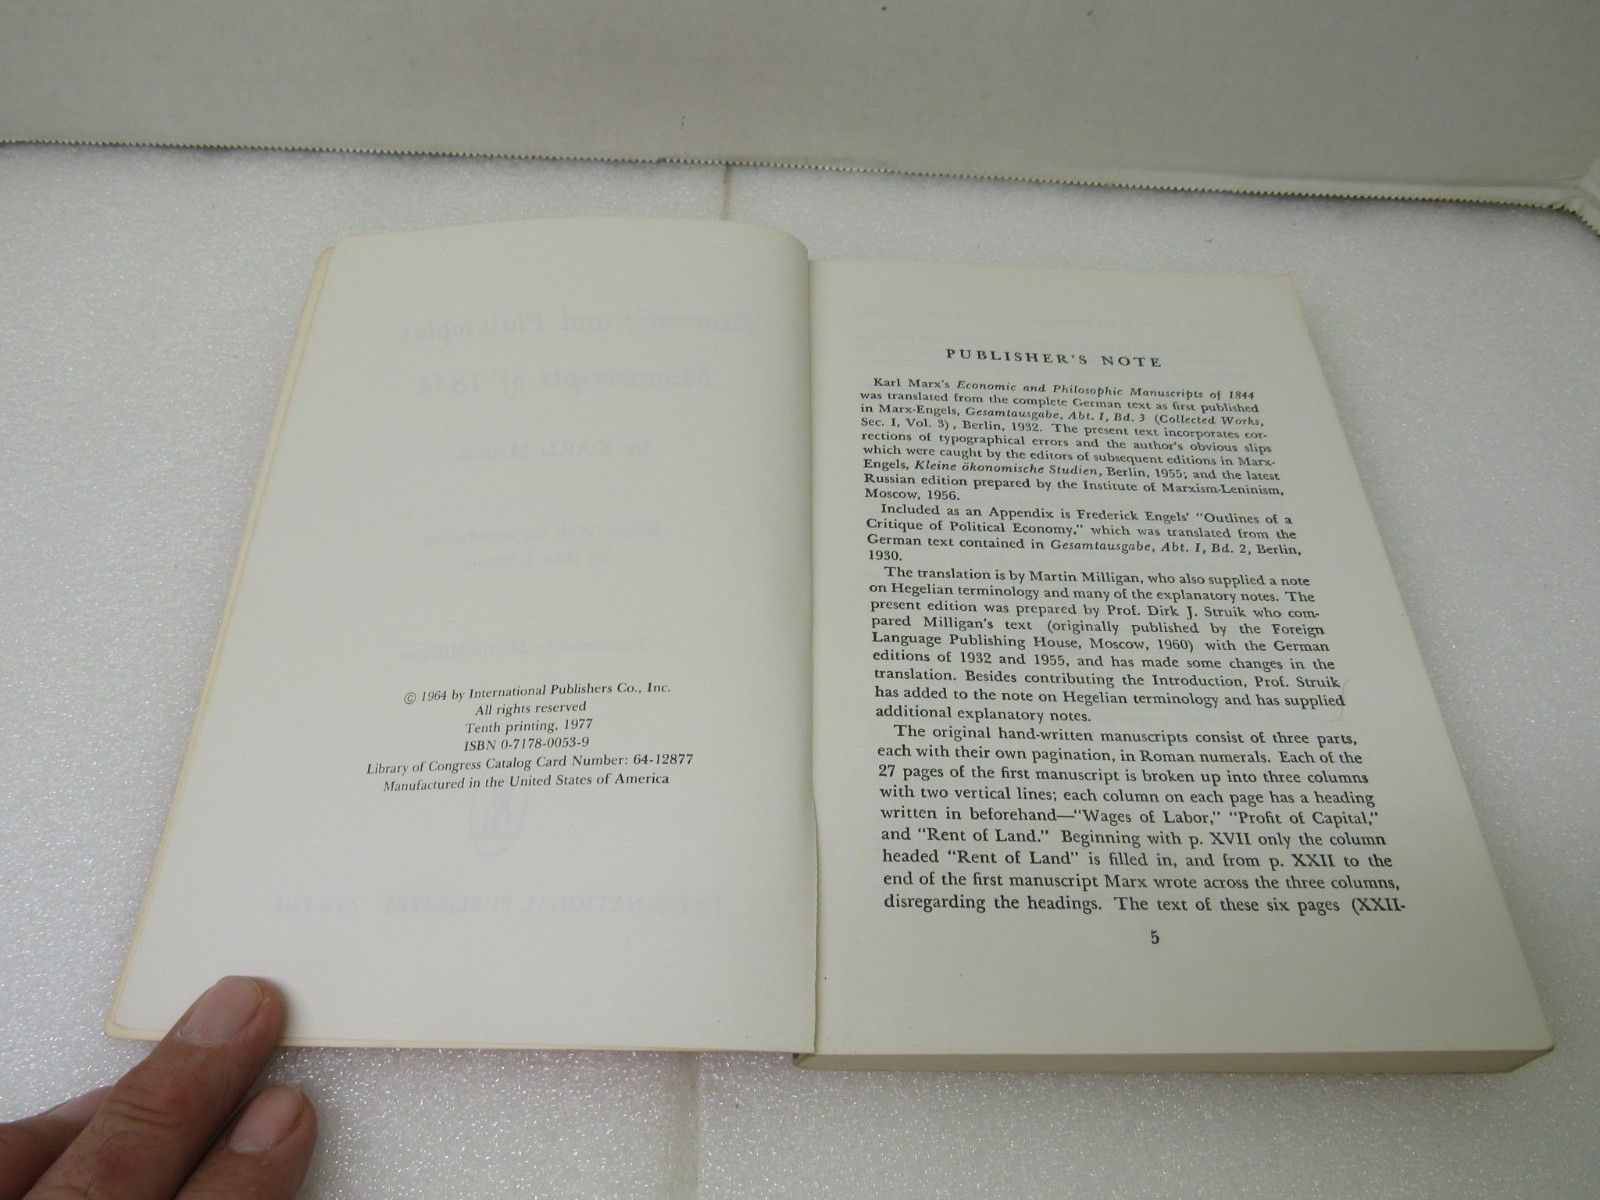 © 1964 by International Publishers Co., Inc.
All rights reserved
Tenth printing, 1977
ISBN 0-7178-0053-9
Library of Congress Catalog Card Number: 64-12877
Manufactured in the United States of America
PUBLISHER'S NOTE
Karl Marx's Economic and Philosophic Manuscripts of 1844
was translated from the complete German text as first published
in Marx-Engels, Gesamtausgabe, Abt. I, Bd. 3 (Collected Works,
Sec. I, Vol. 3), Berlin, 1932. The present text incorporates cor-
rections of typographical errors and the author's obvious slips
which were caught by the editors of subsequent editions in Marx-
Engels, Kleine ökonomische Studien, Berlin, 1955; and the latest
Russian edition prepared by the Institute of Marxism-Leninism,
Moscow, 1956.
Included as an Appendix is Frederick Engels' "Outlines of a
Critique of Political Economy," which was translated from the
German text contained in Gesamtausgabe, Abt. I, Bd. 2, Berlin,
1930.
The translation is by Martin Milligan, who also supplied a note
on Hegelian terminology and many of the explanatory notes. The
present edition was prepared by Prof. Dirk J. Struik who com-
pared Milligan's text (originally published by the Foreign
Language Publishing House, Moscow, 1960) with the German
editions of 1932 and 1955, and has made some changes in the
translation. Besides contributing the Introduction, Prof. Struik
has added to the note on Hegelian terminology and has supplied
additional explanatory notes.
The original hand-written manuscripts consist of three parts,
each with their own pagination, in Roman numerals. Each of the
27 pages of the first manuscript is broken up into three columns
with two vertical lines; each column on each page has a heading
written in beforehand—"Wages of Labor," "Profit of Capital,"
and "Rent of Land." Beginning with p. XVII only the column
headed "Rent of Land" is filled in, and from p. XXII to the
end of the first manuscript Marx wrote across the three columns,
disregarding the headings. The text of these six pages (XXII-
5